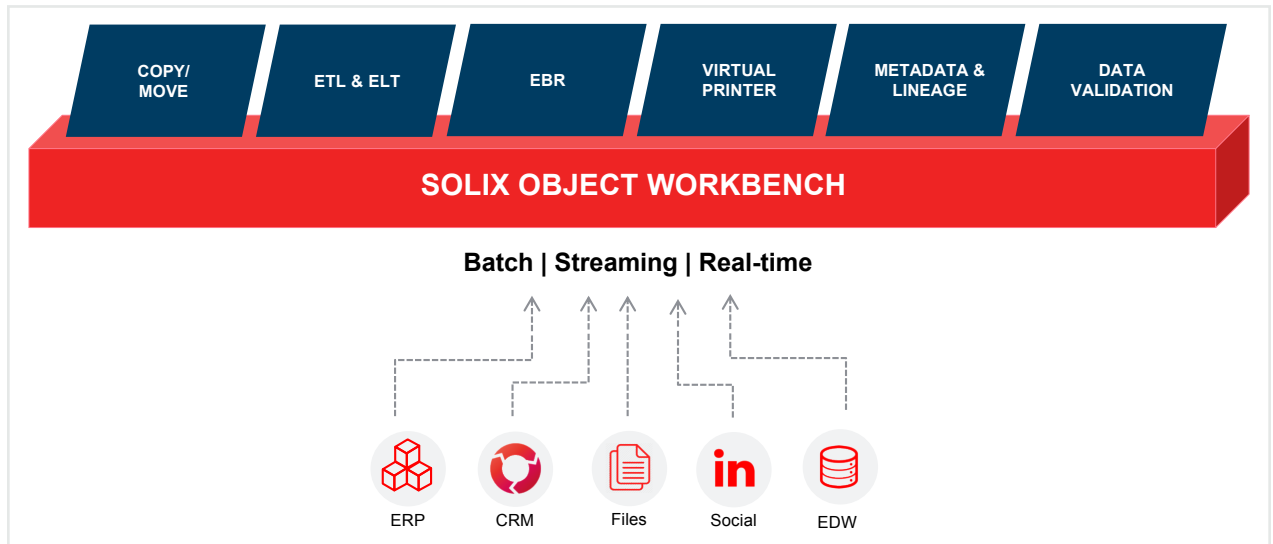 COPY/
MOVE
ETL & ELT
EBR
VIRTUAL
PRINTER
METADATA &
LINEAGE
DATA
VALIDATION
SOLIX OBJECT WORKBENCH
Batch | Streaming | Real-time
in
ERP
CRM
Files
Social
EDW